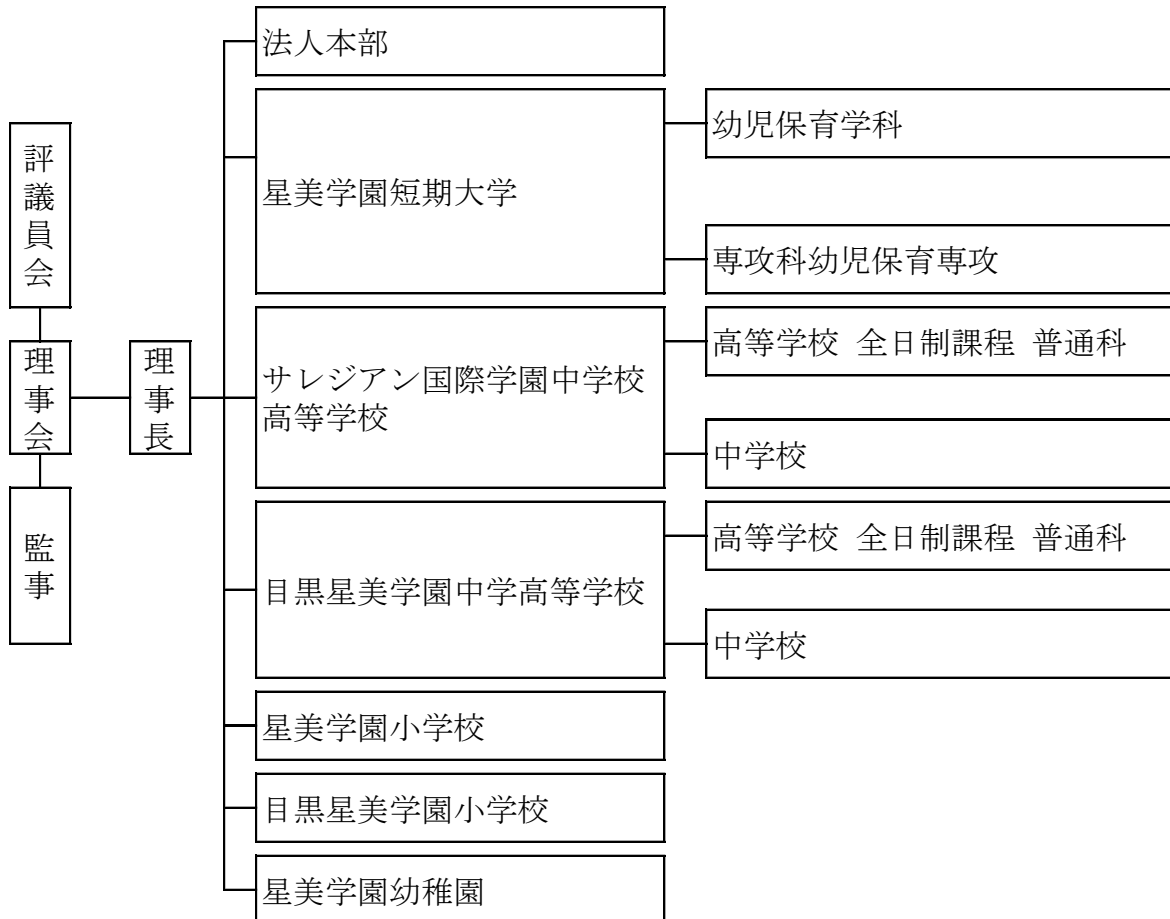 評議員会
理事会
監事
理事長
法人本部
星美学園短期大学
幼児保育学科
専攻科幼児保育専攻
サレジアン国際学園中学校
高等学校
高等学校 全日制課程 普通科
中学校
目黒星美学園中学高等学校
高等学校 全日制課程 普通科
中学校
星美学園小学校
目黒星美学園小学校
星美学園幼稚園